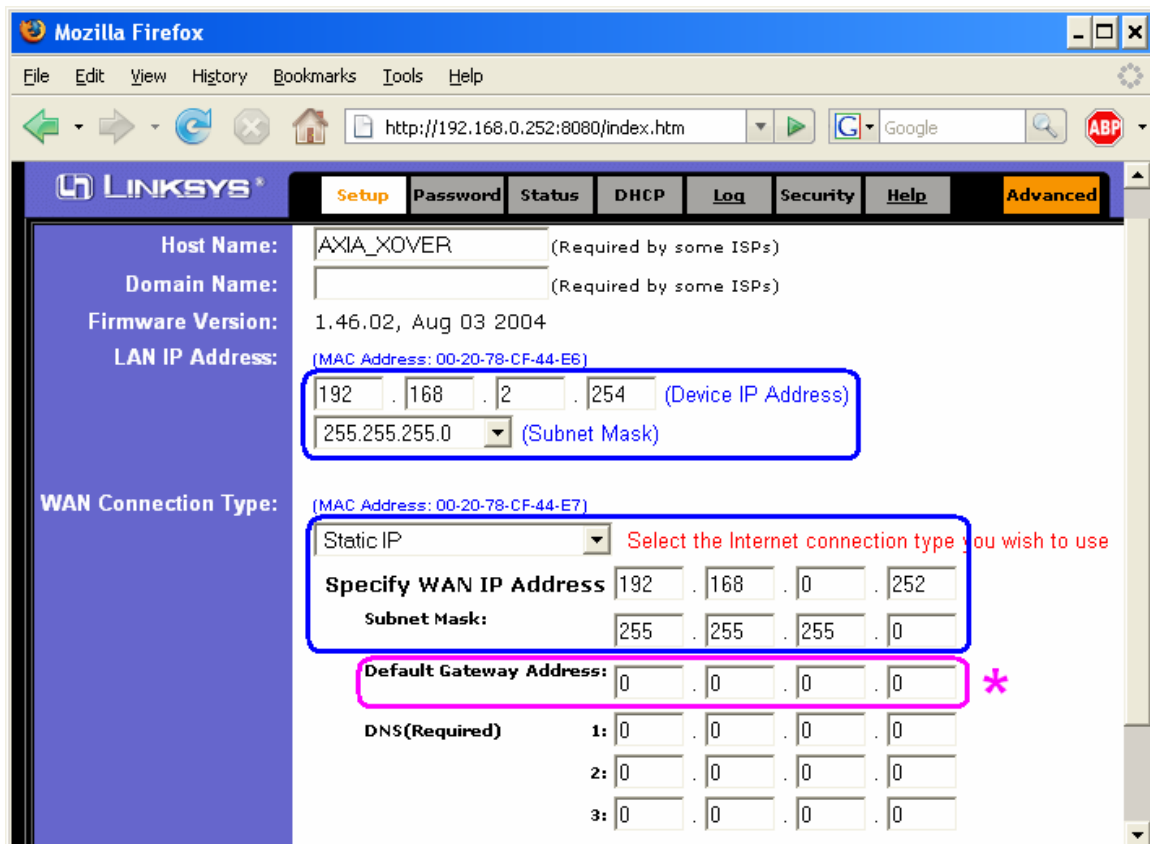 Mozilla Firefox
File Edit View History Bookmarks Tools Help
http://192.168.0.252:8080/index.htm G Google ABP
LINKSYS® Setup Password Status DHCP Log Security Help Advanced
Host Name: AXIA_XOVER (Required by some ISPs)
Domain Name: (Required by some ISPs)
Firmware Version: 1.46.02, Aug 03 2004
LAN IP Address: (MAC Address: 00-20-78-CF-44-E6)
192 . 168 . 2 . 254 (Device IP Address)
255.255.255.0 (Subnet Mask)
WAN Connection Type: (MAC Address: 00-20-78-CF-44-E7)
Static IP Select the Internet connection type you wish to use
Specify WAN IP Address 192 . 168 . 0 . 252
Subnet Mask: 255 . 255 . 255 . 0
Default Gateway Address: 0 . 0 . 0 . 0 *
DNS(Required) 1: 0 . 0 . 0 . 0
2: 0 . 0 . 0 . 0
3: 0 . 0 . 0 . 0